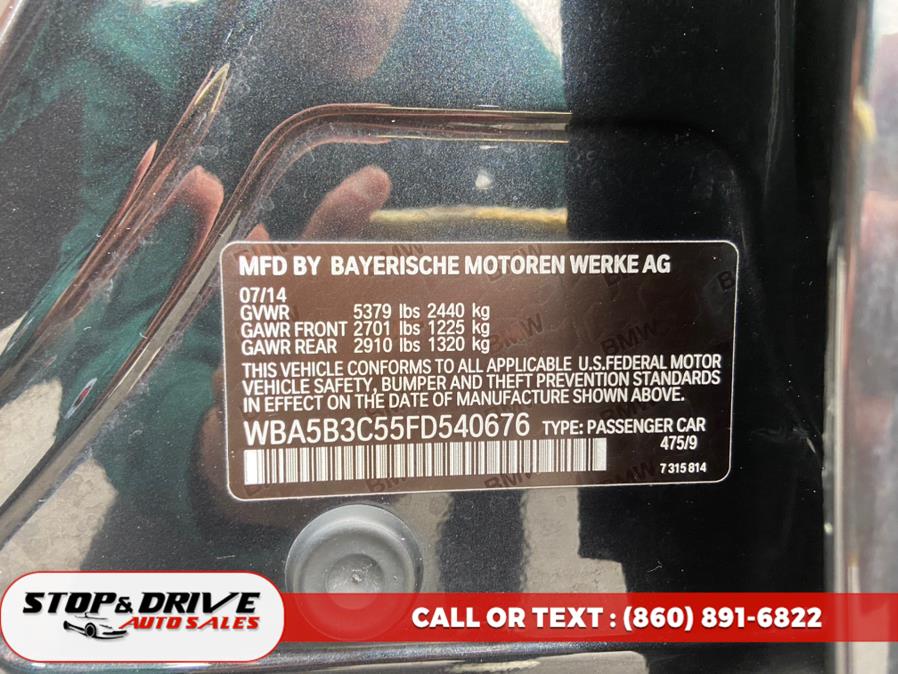 MFD BY BAYERISCHE MOTOREN WERKE AG
07/14
GVWR 5379 lbs 2440 kg
GAWR FRONT 2701 lbs 1225 kg
GAWR REAR 2910 lbs 1320 kg
THIS VEHICLE CONFORMS TO ALL APPLICABLE U.S.FEDERAL MOTOR
VEHICLE SAFETY, BUMPER AND THEFT PREVENTION STANDARDS
IN EFFECT ON THE DATE OF MANUFACTURE SHOWN ABOVE.
WBA5B3C55FD540676 TYPE: PASSENGER CAR
475/9
7 315 814
STOP & DRIVE
AUTO SALES
CALL OR TEXT : (860) 891-6822